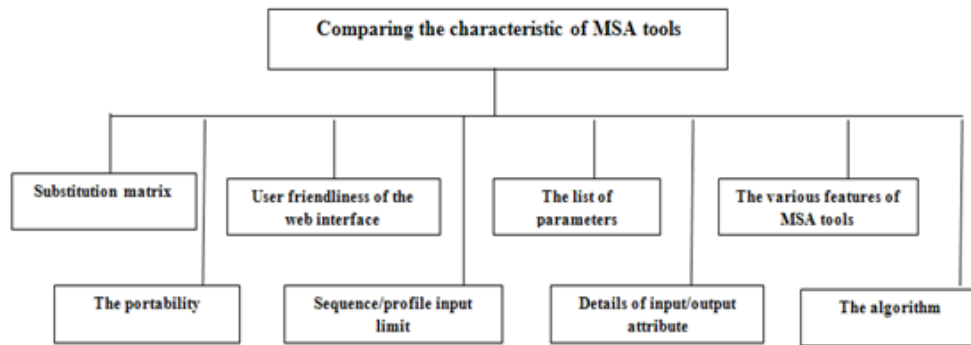 Comparing the characteristic of MSA tools
Substitution matrix
User friendliness of the
web interface
The list of
parameters
The various features of
MSA tools
The portability
Sequence/profile input
limit
Details of input/output
attribute
The algorithm